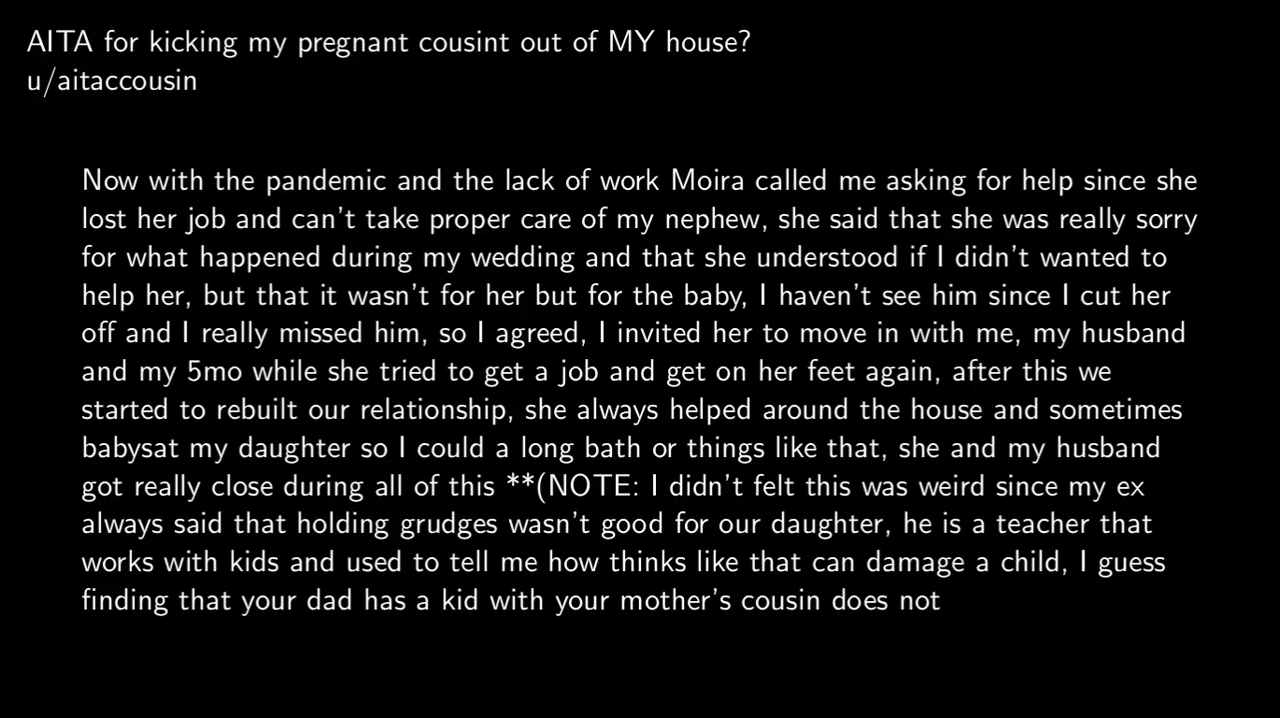 AITA for kicking my pregnant cousint out of MY house?
u/aitaccousin
Now with the pandemic and the lack of work Moira called me asking for help since she
lost her job and can't take proper care of my nephew, she said that she was really sorry
for what happened during my wedding and that she understood if I didn't wanted to
help her, but that it wasn't for her but for the baby, I haven't see him since I cut her
off and I really missed him, so I agreed, I invited her to move in with me, my husband
and my 5mo while she tried to get a job and get on her feet again, after this we
started to rebuilt our relationship, she always helped around the house and sometimes
babysat my daughter so I could a long bath or things like that, she and my husband
got really close during all of this **(NOTE: I didn't felt this was weird since my ex
always said that holding grudges wasn't good for our daughter, he is a teacher that
works with kids and used to tell me how thinks like that can damage a child, I guess
finding that your dad has a kid with your mother's cousin does not